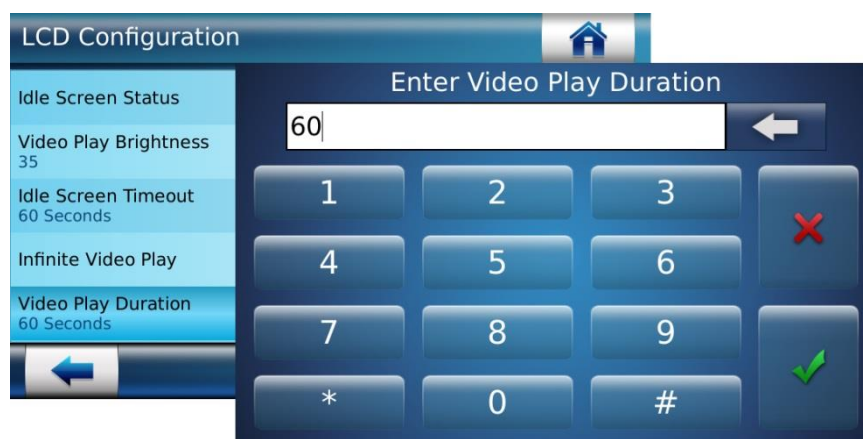 LCD Configuration
Idle Screen Status
Video Play Brightness
35
Idle Screen Timeout
60 Seconds
Infinite Video Play
Video Play Duration
60 Seconds
Enter Video Play Duration
60
1 2 3
4 5 6
7 8 9
* 0 #